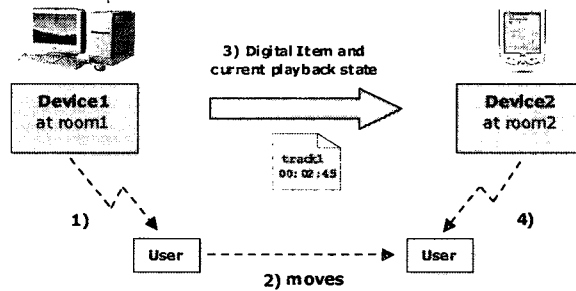 3) Digital Item and
current playback state
Device1
at room1
Device2
at room2
track1
00:02:45
1)
4)
User
User
2) moves